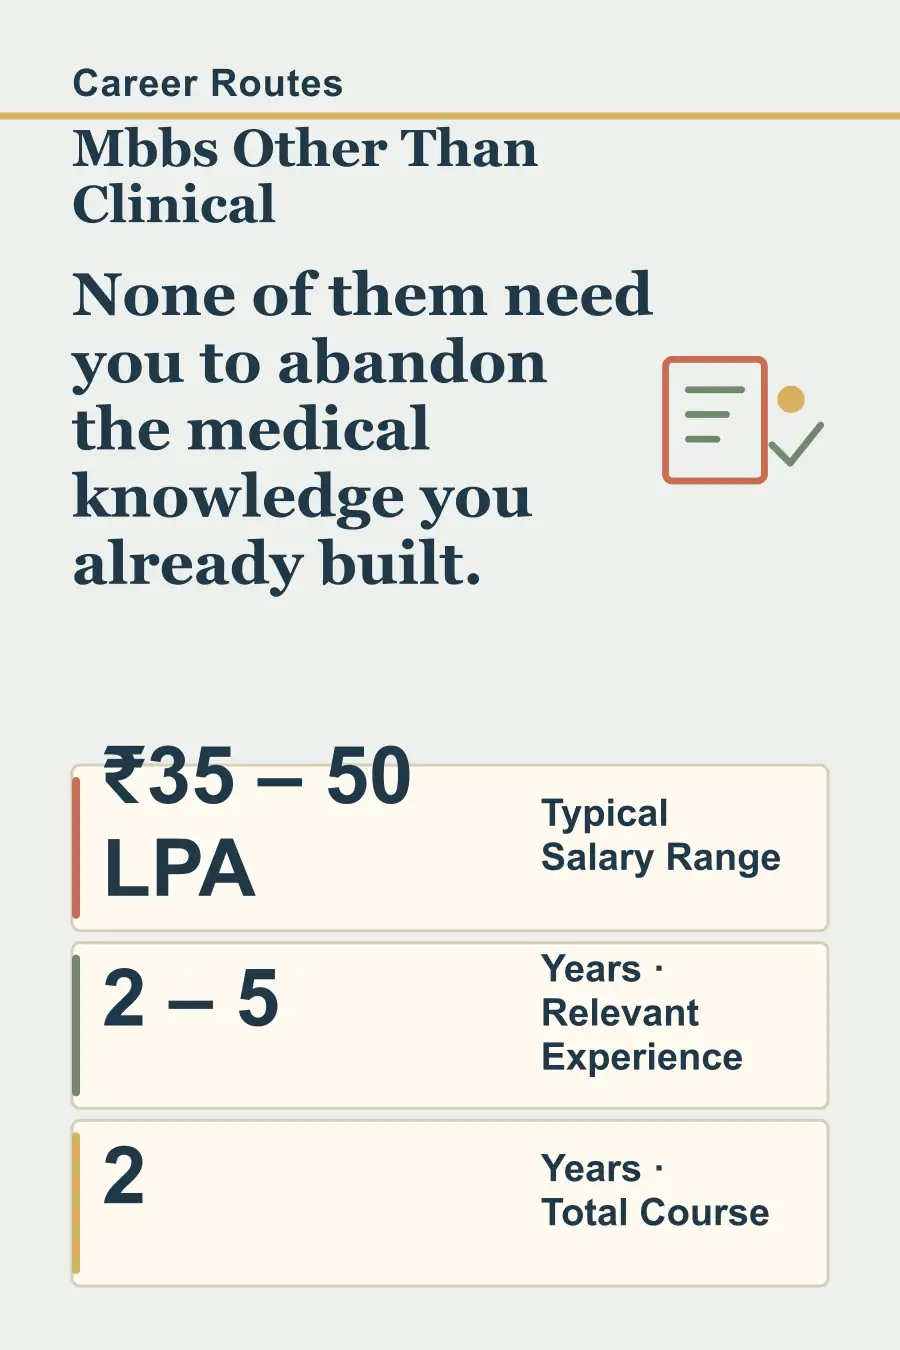 Career Routes
Mbbs Other Than
Clinical
None of them need
you to abandon
the medical
knowledge you
already built.
₹35 – 50
LPA
Typical
Salary Range
2 – 5
Years ·
Relevant
Experience
2
Years ·
Total Course